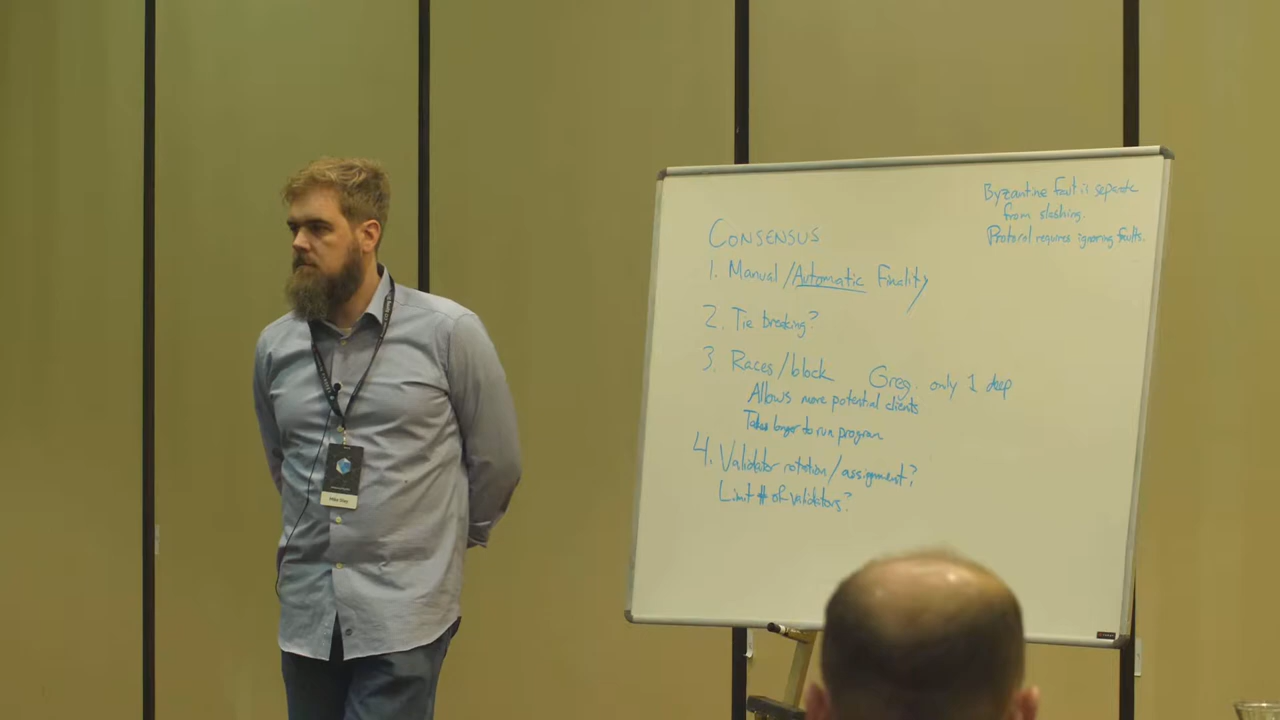 Byzantine fault is separate
from slashing.
Protocol requires ignoring faults.
CONSENSUS
1. Manual/Automatic Finality
2. Tie breaking?
3. Races/block Greg. only 1 deep
Allows more potential clients
Takes longer to run program
4. Validator rotation/assignment?
Limit # of validators?